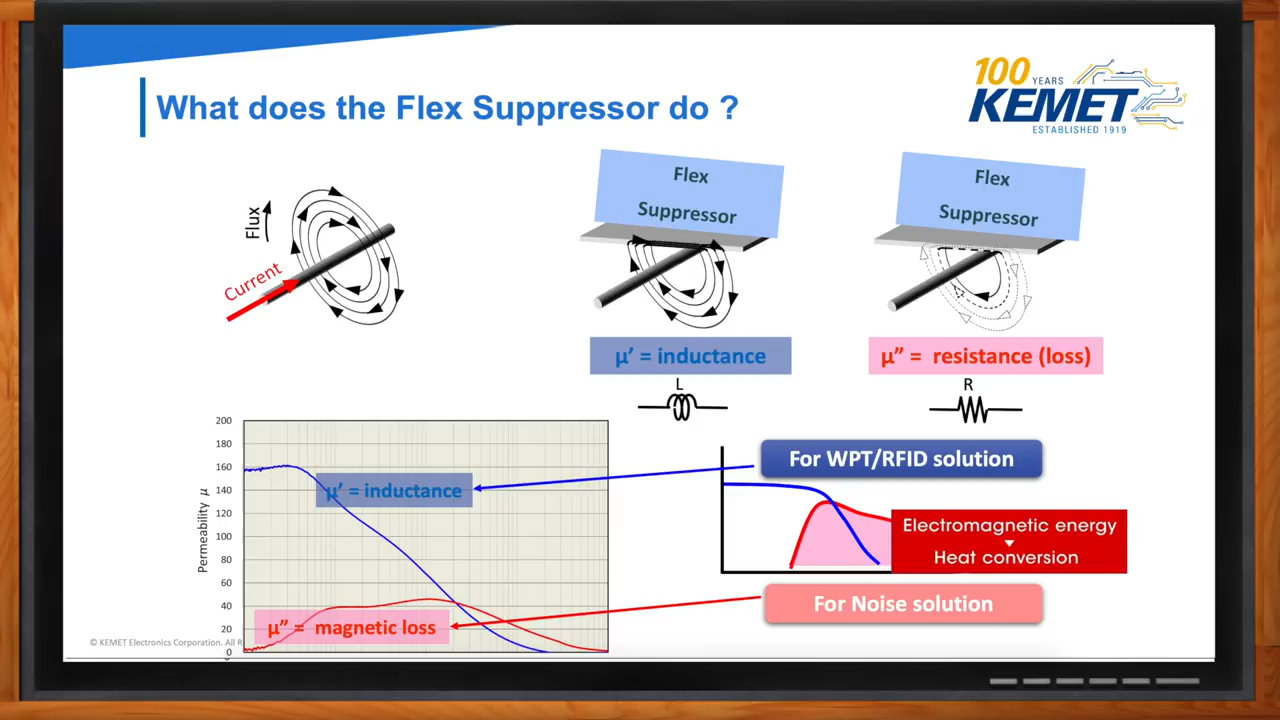 What does the Flex Suppressor do ?
100 YEARS
KEMET
ESTABLISHED 1919
Flux
Current
Flex
Suppressor
Flex
Suppressor
μ’ = inductance
μ” = resistance (loss)
L
R
200
180
160
140
120
100
80
60
40
20
0
Permeability μ
μ’ = inductance
μ” = magnetic loss
For WPT/RFID solution
Electromagnetic energy
Heat conversion
For Noise solution
© KEMET Electronics Corporation. All R